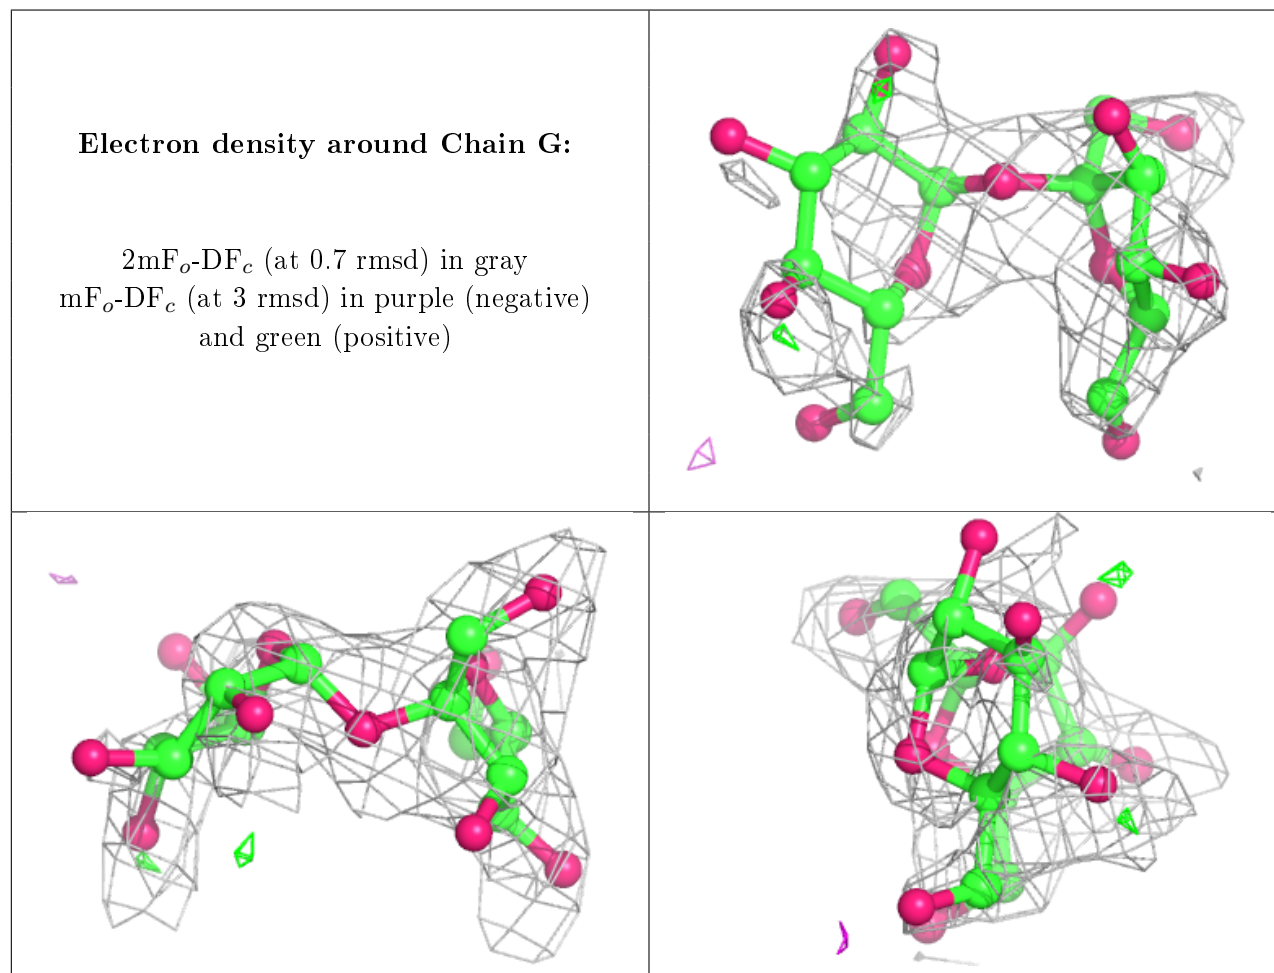 Electron density around Chain G:
2mFo-DFc (at 0.7 rmsd) in gray
mFo-DFc (at 3 rmsd) in purple (negative)
and green (positive)